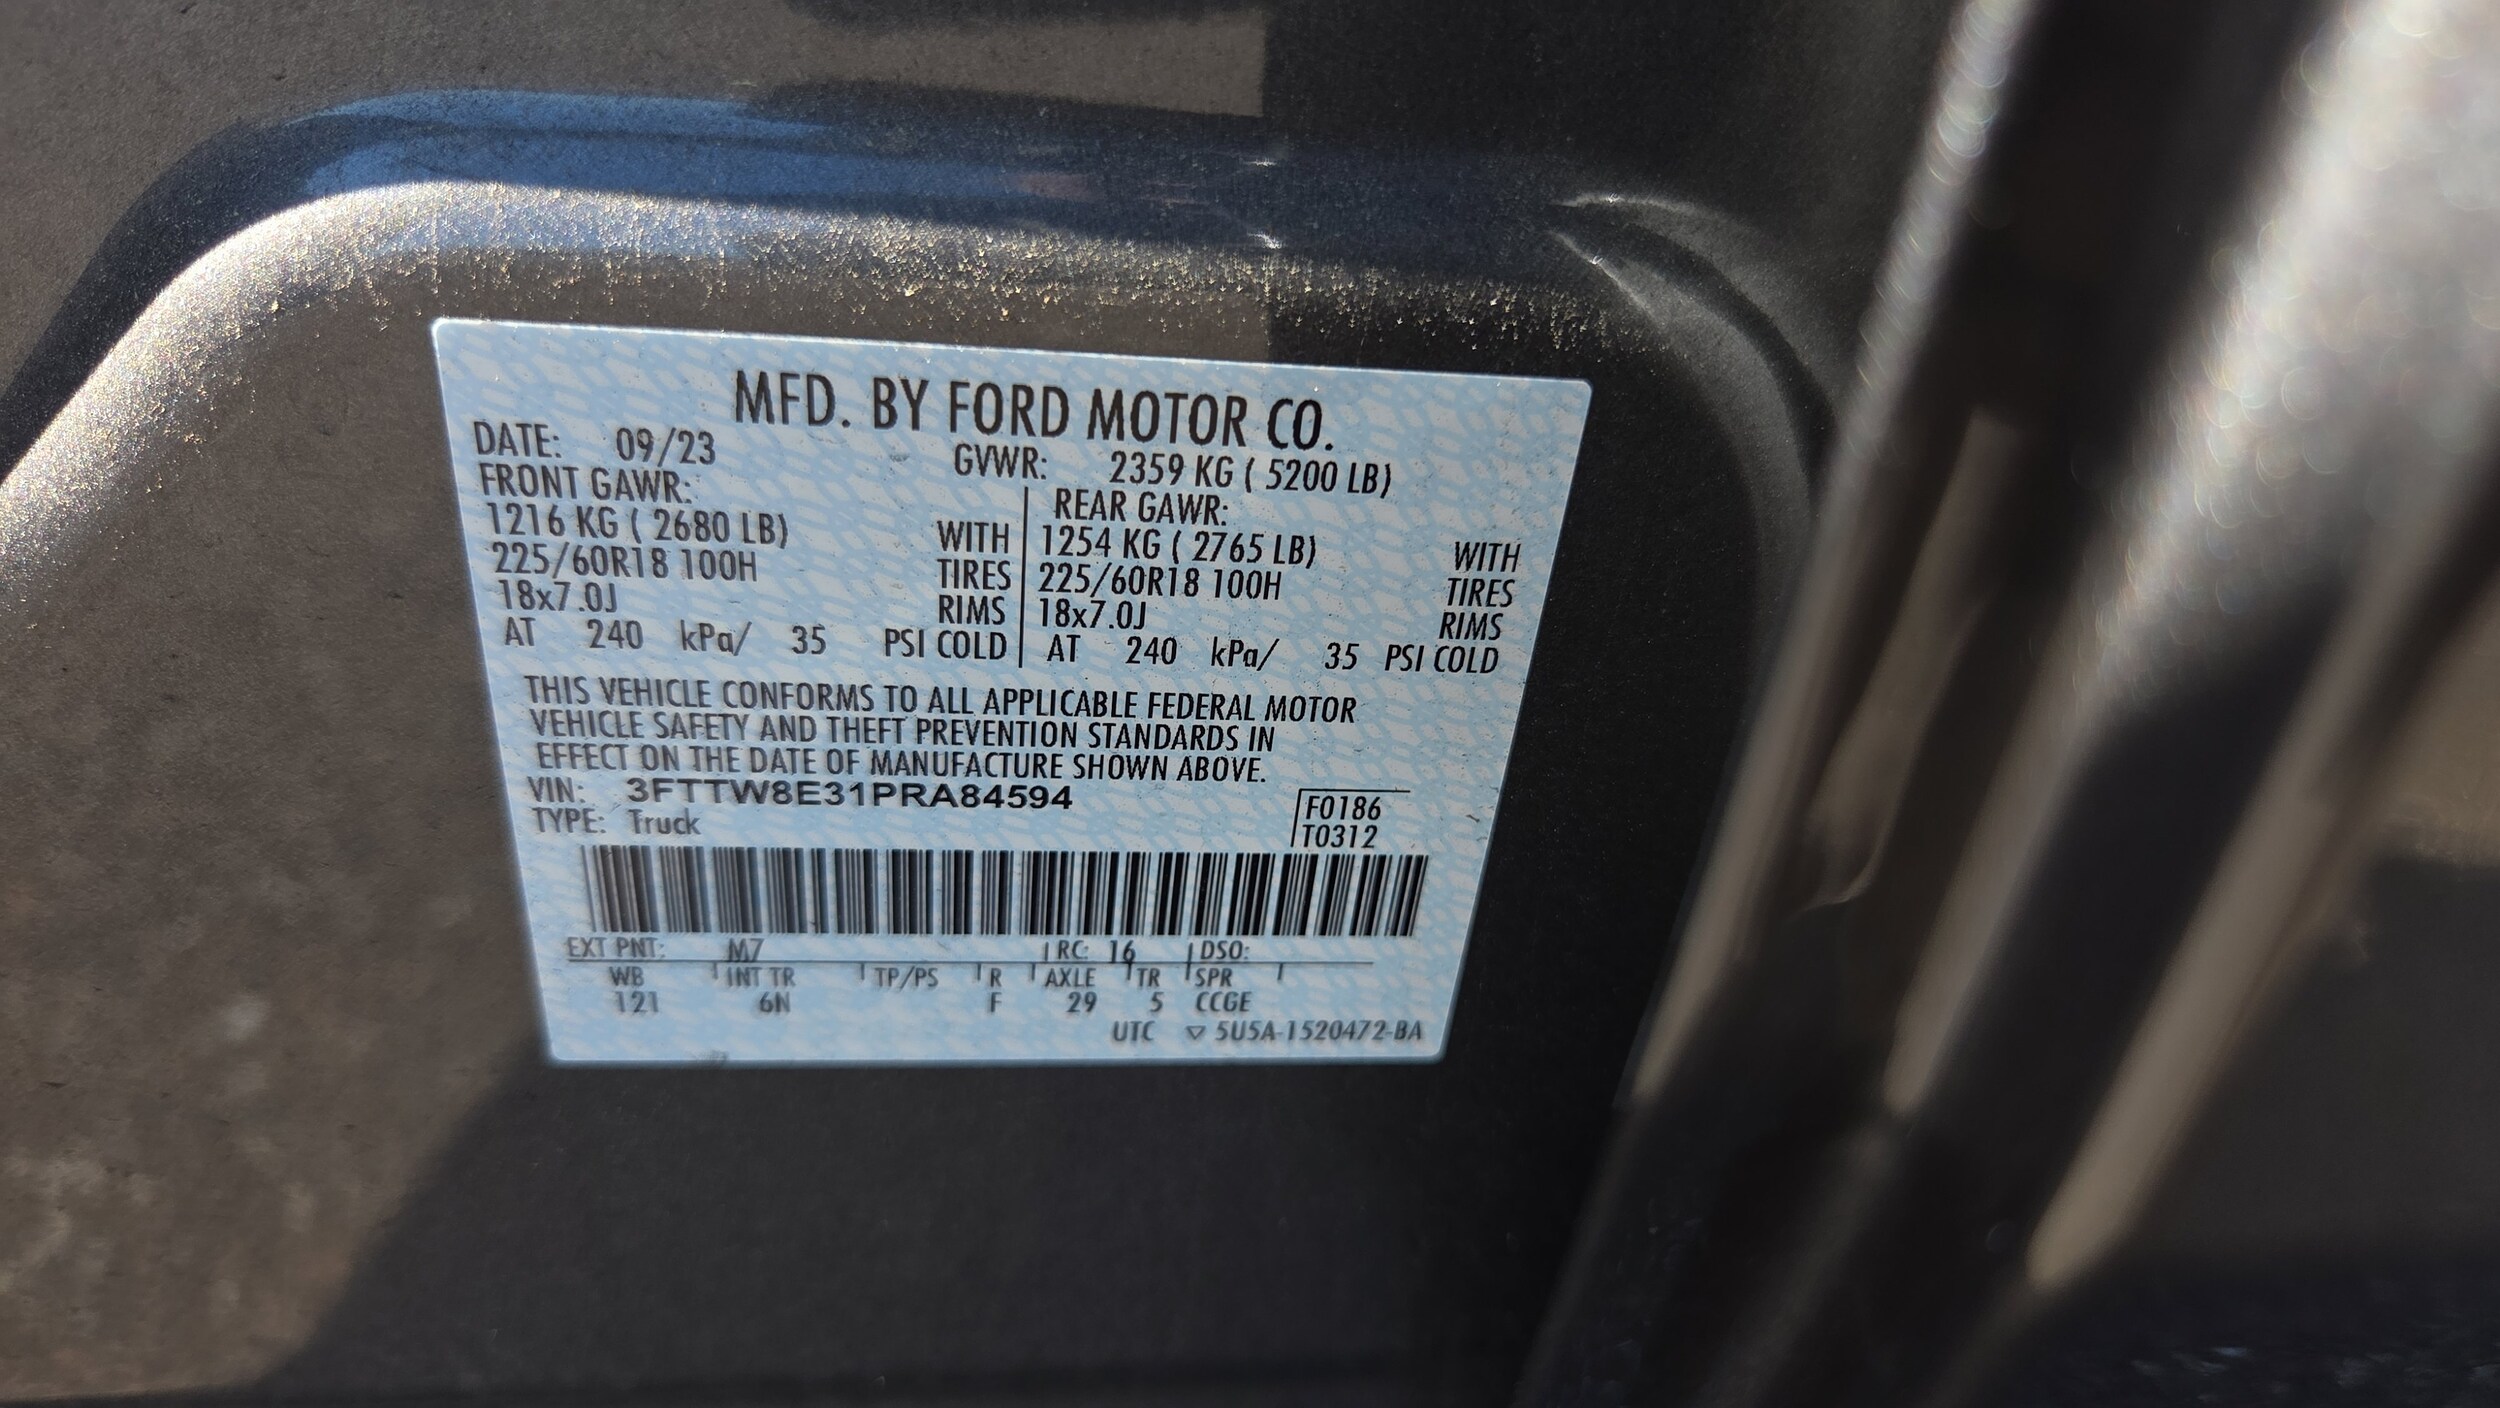 MFD. BY FORD MOTOR CO.
DATE: 09/23 GVWR: 2359 KG ( 5200 LB)
FRONT GAWR: REAR GAWR:
1216 KG ( 2680 LB) WITH 1254 KG ( 2765 LB) WITH
225/60R18 100H TIRES 225/60R18 100H TIRES
18x7.0J RIMS 18x7.0J RIMS
AT 240 kPa/ 35 PSI COLD AT 240 kPa/ 35 PSI COLD
THIS VEHICLE CONFORMS TO ALL APPLICABLE FEDERAL MOTOR
VEHICLE SAFETY AND THEFT PREVENTION STANDARDS IN
EFFECT ON THE DATE OF MANUFACTURE SHOWN ABOVE.
VIN: 3FTTW8E31PRA84594
TYPE: Truck
F0186
T0312
EXT PNT: M7 RC: 16 DSO:
WB INT TR TP/PS R AXLE TR SPR
121 6N F 29 5 CCGE
UTC ▽ 5U5A-1520472-BA